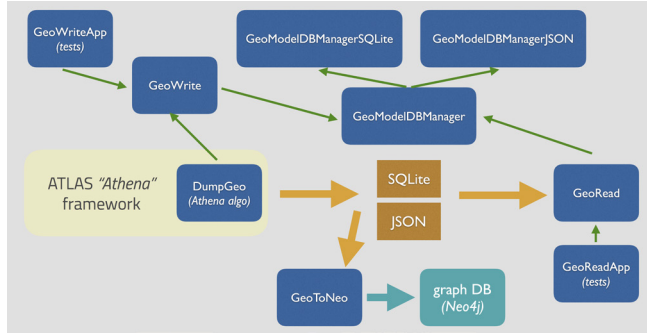 GeoWriteApp
(tests)
GeoModelDBManagerSQLite
GeoModelDBManagerJSON
GeoWrite
GeoModelDBManager
ATLAS “Athena”
framework
DumpGeo
(Athena algo)
SQLite
JSON
GeoRead
GeoReadApp
(tests)
GeoToNeo
graph DB
(Neo4j)